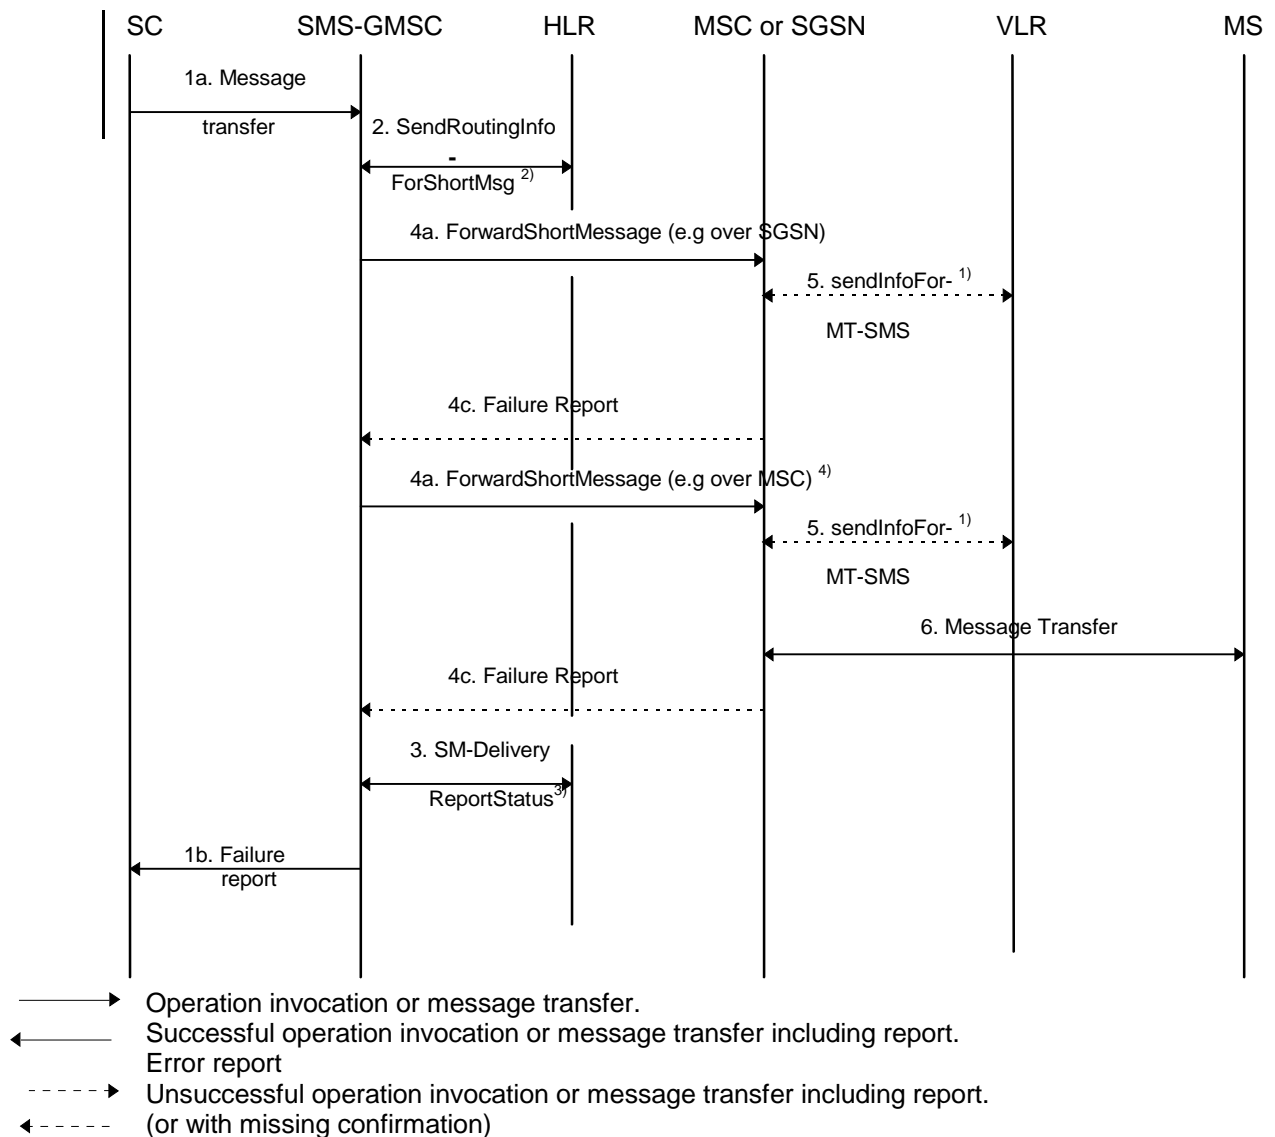 SC SMS-GMSC HLR MSC or SGSN VLR MS
1a. Message
transfer
2. SendRoutingInfo
-
ForShortMsg 2)
4a. ForwardShortMessage (e.g over SGSN)
5. sendInfoFor- 1)
MT-SMS
4c. Failure Report
4a. ForwardShortMessage (e.g over MSC) 4)
5. sendInfoFor- 1)
MT-SMS
6. Message Transfer
4c. Failure Report
3. SM-Delivery
ReportStatus3)
1b. Failure
report
Operation invocation or message transfer.
Successful operation invocation or message transfer including report.
Error report
Unsuccessful operation invocation or message transfer including report.
(or with missing confirmation)